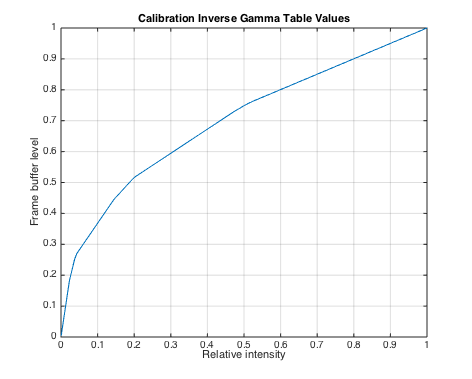 Calibration Inverse Gamma Table Values
1
0.9
0.8
0.7
0.6
0.5
0.4
0.3
0.2
0.1
0
Frame buffer level
0 0.1 0.2 0.3 0.4 0.5 0.6 0.7 0.8 0.9 1
Relative intensity